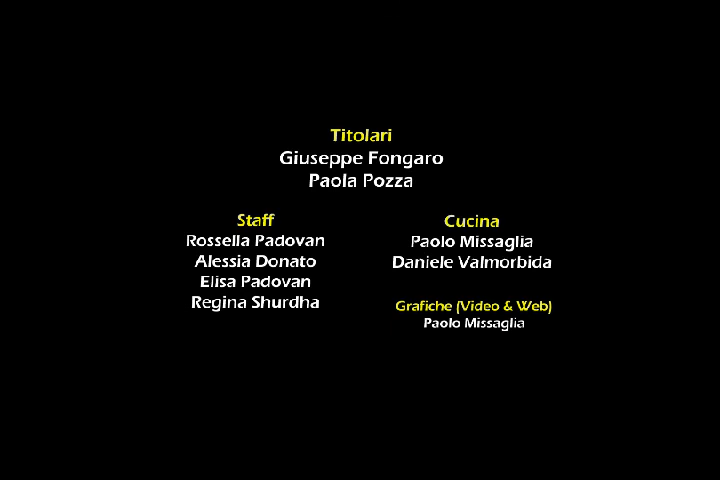 Titolari
Giuseppe Fongaro
Paola Pozza
Staff
Rossella Padovan
Alessia Donato
Elisa Padovan
Regina Shurdha
Cucina
Paolo Missaglia
Daniele Valmorbida
Grafiche (Video & Web)
Paolo Missaglia